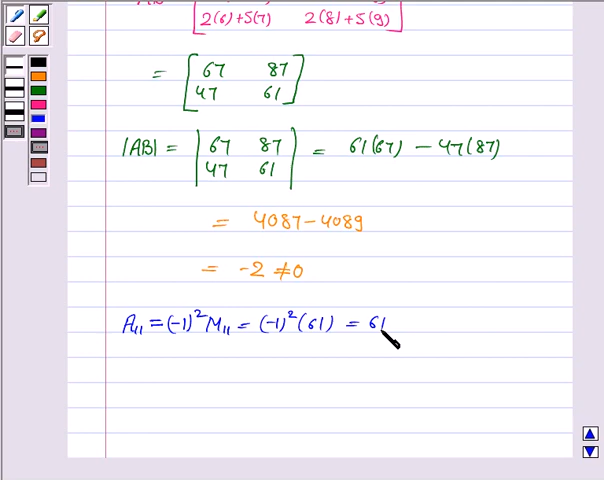 2(6)+5(7) 2(8)+5(9)
= [ 67 87
47 61 ]
|AB| = | 67 87 | = 61(67) - 47(87)
| 47 61 |
= 4087-4089
= -2 ≠0
A₁₁ = (-1)² M₁₁ = (-1)² (61) = 61